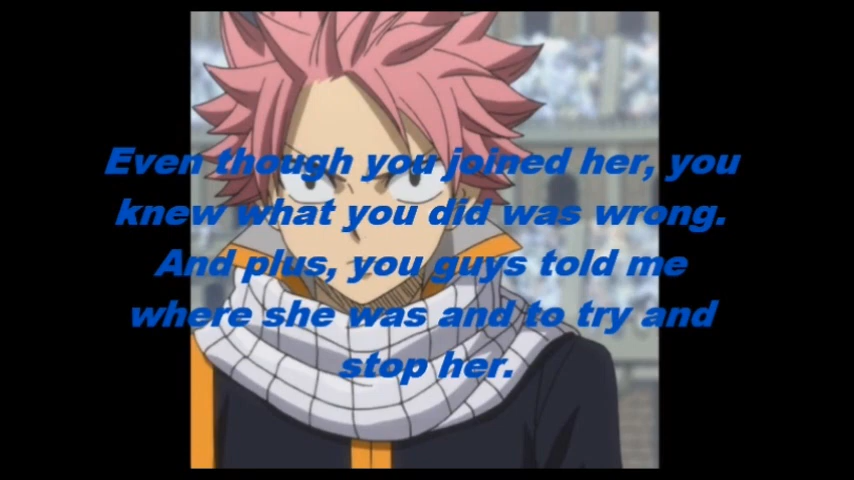 Even though you joined her, you
knew what you did was wrong.
And plus, you guys told me
where she was and to try and
stop her.